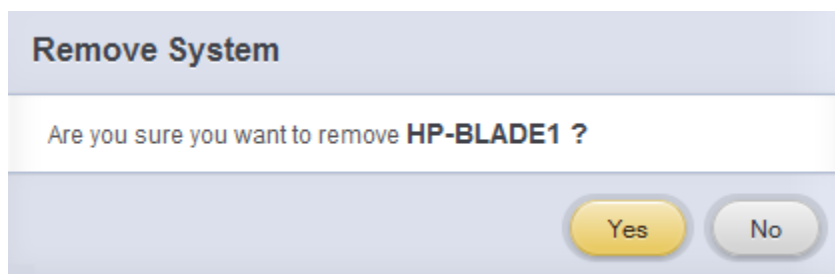 Remove System
Are you sure you want to remove HP-BLADE1 ?
Yes No